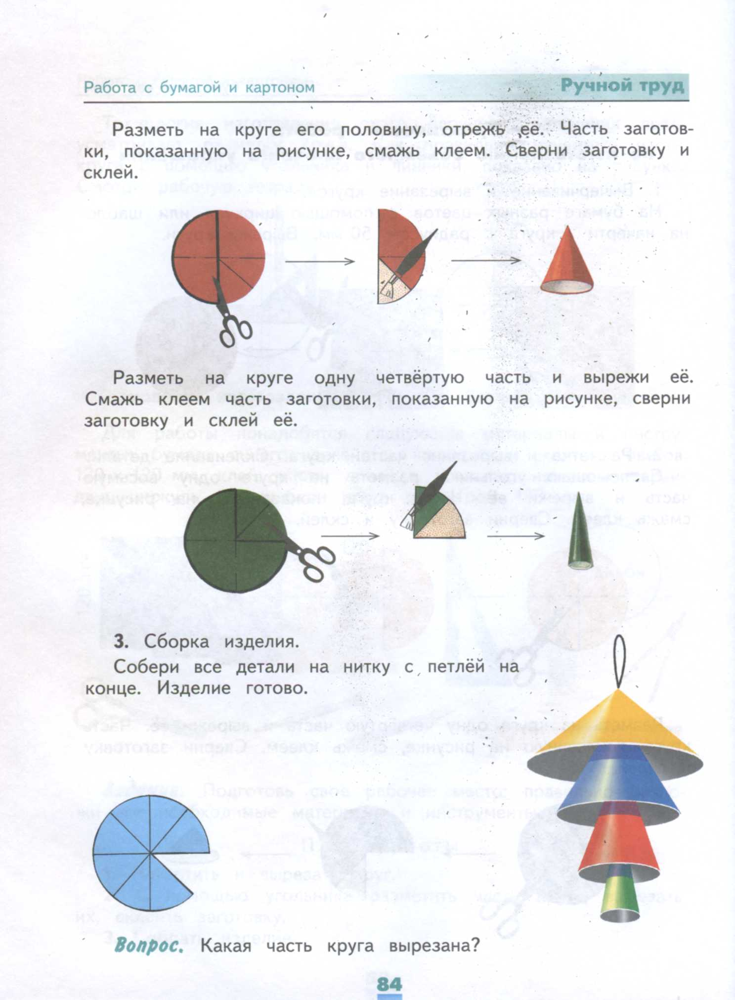 Работа с бумагой и картоном
Ручной труд
Разметь на круге его половину, отрежь её. Часть заготов-
ки, показанную на рисунке, смажь клеем. Сверни заготовку и
склей.
Разметь на круге одну четвёртую часть и вырежи её.
Смажь клеем часть заготовки, показанную на рисунке, сверни
заготовку и склей её.
3. Сборка изделия.
Собери все детали на нитку с петлёй на
конце. Изделие готово.
Вопрос. Какая часть круга вырезана?
84